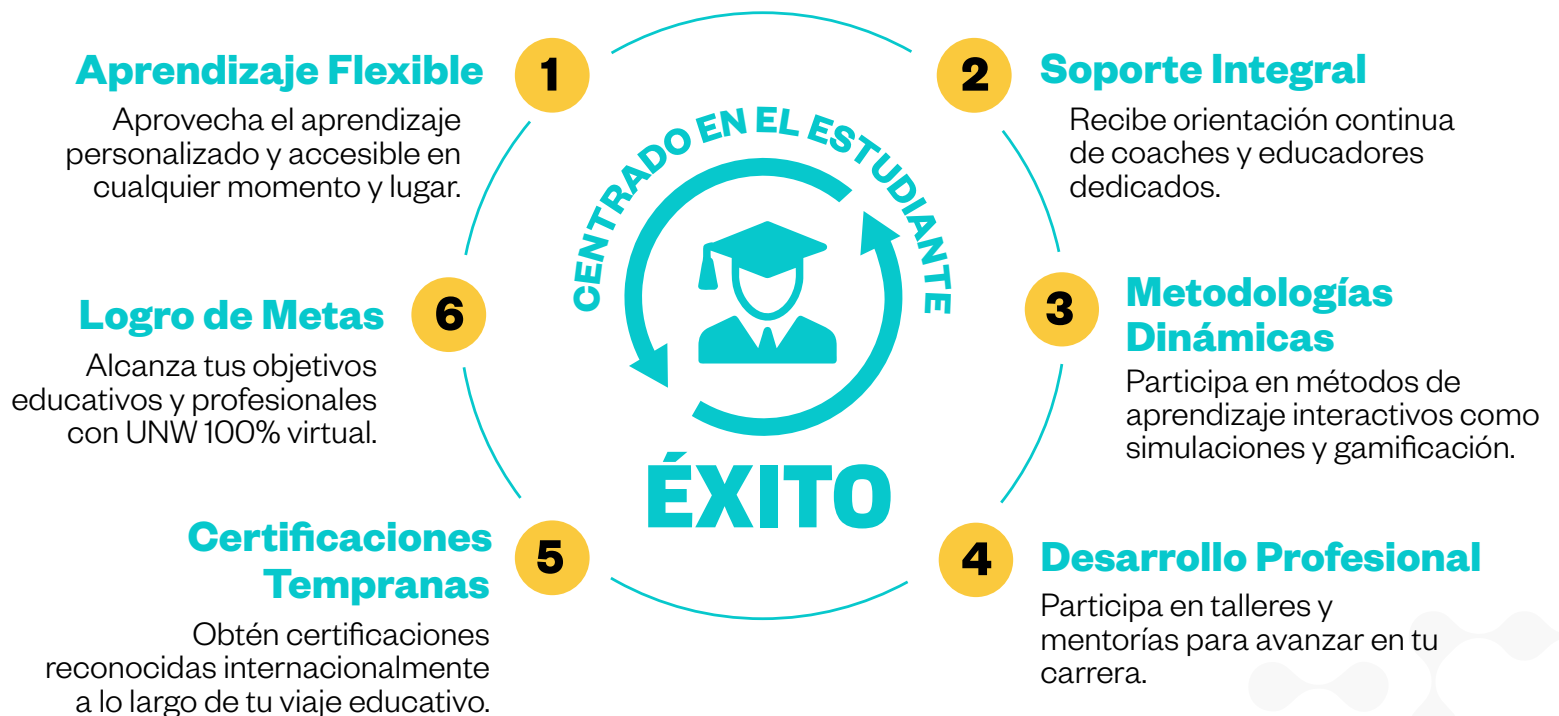 CENTRADO EN EL ESTUDIANTE
ÉXITO
1
Aprendizaje Flexible
Aprovecha el aprendizaje
personalizado y accesible en
cualquier momento y lugar.
2
Soporte Integral
Recibe orientación continua
de coaches y educadores
dedicados.
3
Metodologías
Dinámicas
Participa en métodos de
aprendizaje interactivos como
simulaciones y gamificación.
4
Desarrollo Profesional
Participa en talleres y
mentorías para avanzar en tu
carrera.
5
Certificaciones
Tempranas
Obtén certificaciones
reconocidas internacionalmente
a lo largo de tu viaje educativo.
6
Logro de Metas
Alcanza tus objetivos
educativos y profesionales
con UNW 100% virtual.